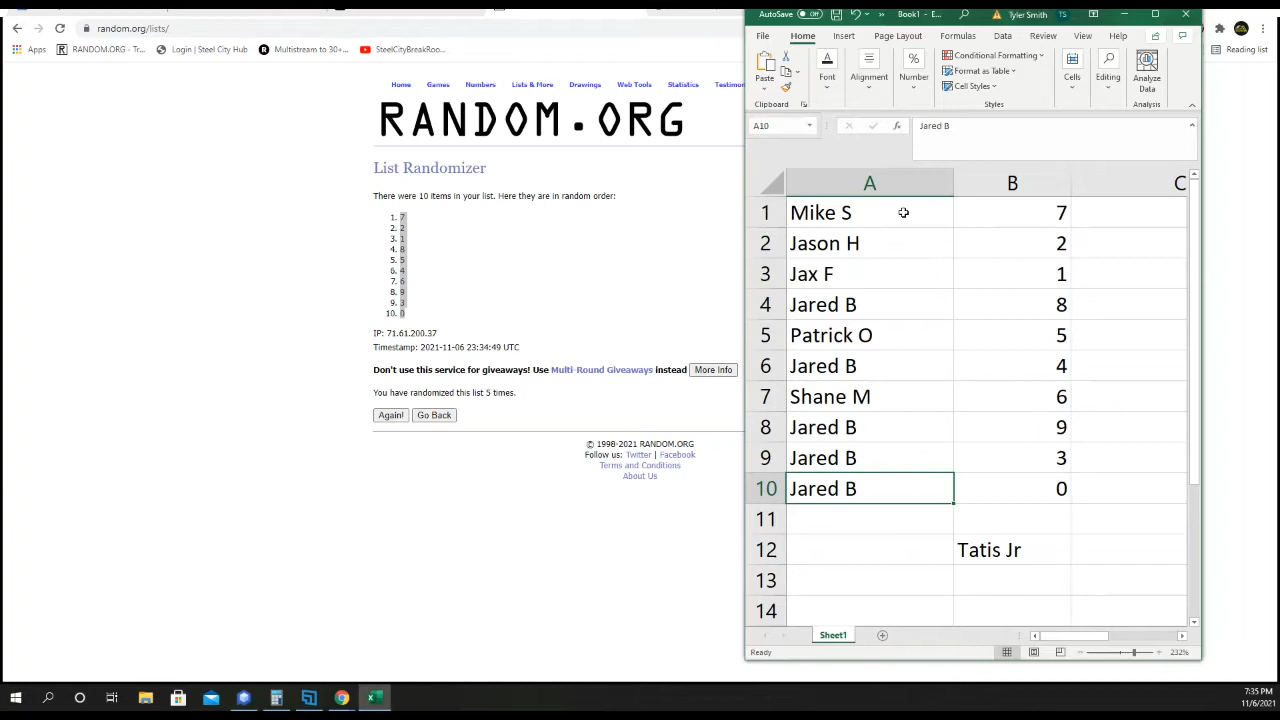 random.org/lists/
AutoSave Off Book1 - E... Tyler Smith TS
Apps RANDOM.ORG - Tr... Login | Steel City Hub Multistream to 30+... SteelCityBreakRoo... Reading list
File Home Insert Page Layout Formulas Data Review View Help
Paste Font Alignment Number Conditional Formatting Format as Table Cell Styles Cells Editing Analyze Data
Clipboard Styles Analysis
Home Games Numbers Lists & More Drawings Web Tools Statistics Testimon
RANDOM.ORG
List Randomizer
There were 10 items in your list. Here they are in random order:
1. 7
2. 2
3. 1
4. 8
5. 5
6. 4
7. 6
8. 9
9. 3
10. 0
IP: 71.61.200.37
Timestamp: 2021-11-06 23:34:49 UTC
Don't use this service for giveaways! Use Multi-Round Giveaways instead More Info
You have randomized this list 5 times.
Again! Go Back
© 1998-2021 RANDOM.ORG
Follow us: Twitter | Facebook
Terms and Conditions
About Us
A10 fx Jared B
A B C
1 Mike S 7
2 Jason H 2
3 Jax F 1
4 Jared B 8
5 Patrick O 5
6 Jared B 4
7 Shane M 6
8 Jared B 9
9 Jared B 3
10 Jared B 0
11
12 Tatis Jr
13
14
Sheet1
Ready 232%
7:35 PM
11/6/2021